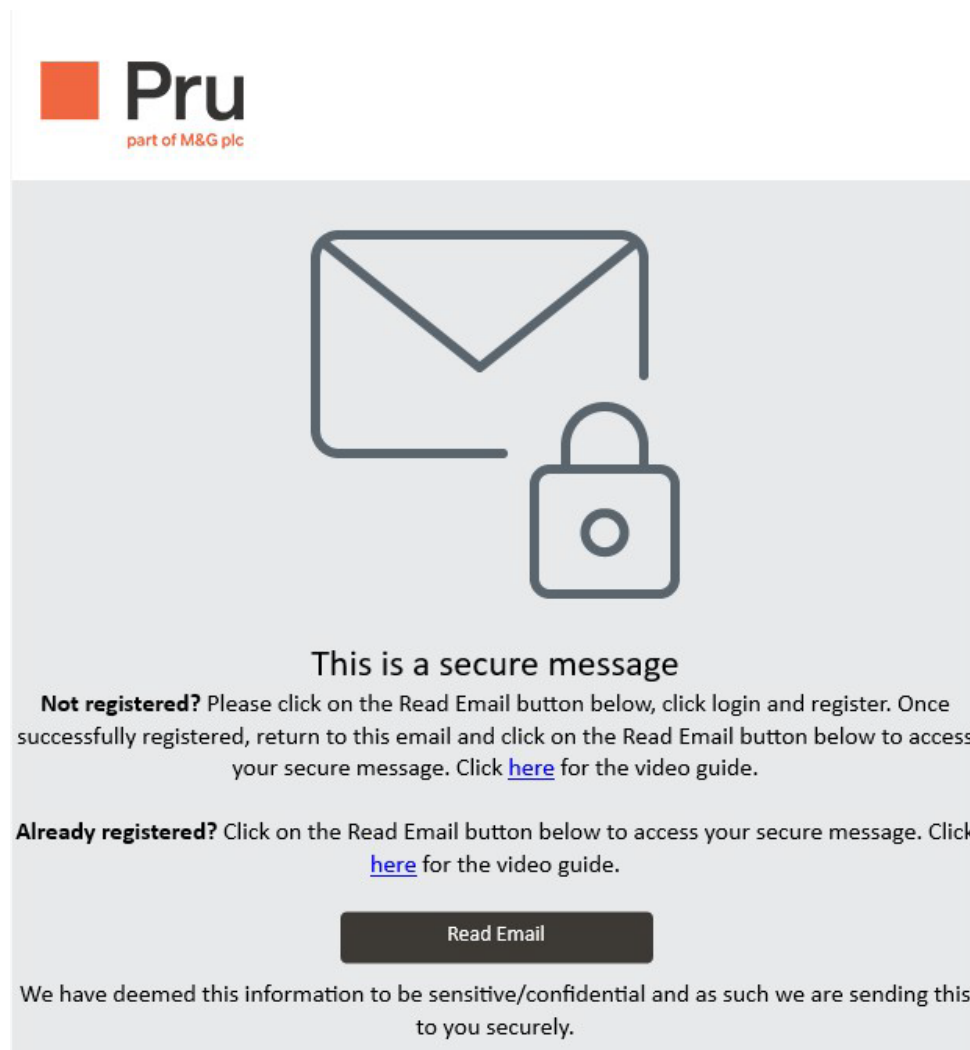 Pru
part of M&G plc
This is a secure message
Not registered? Please click on the Read Email button below, click login and register. Once
successfully registered, return to this email and click on the Read Email button below to access
your secure message. Click here for the video guide.
Already registered? Click on the Read Email button below to access your secure message. Click
here for the video guide.
Read Email
We have deemed this information to be sensitive/confidential and as such we are sending this
to you securely.